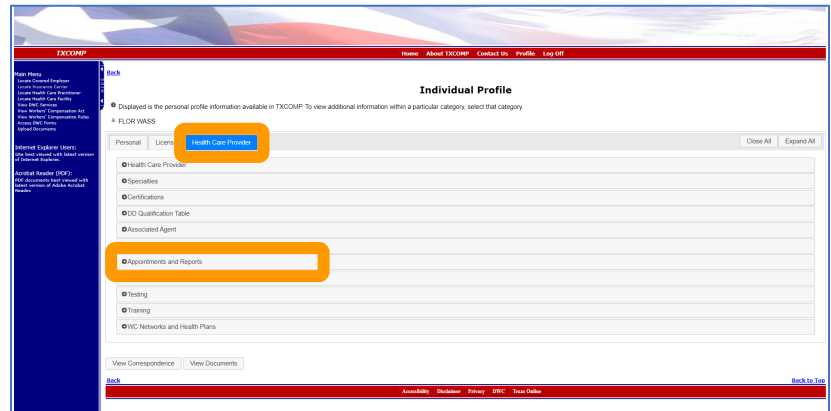 TXCOMP
Home About TXCOMP Contact Us Profile Log Off
Main Menu
Locate Covered Employer
Locate Insurance Carrier
Locate Health Care Practitioner
Locate Health Care Facility
View DWC Services
View Workers' Compensation Act
View Workers' Compensation Rules
Access DWC Forms
Upload Documents
Internet Explorer Users:
Site best viewed with latest version
of Internet Explorer.
Acrobat Reader (PDF):
PDF documents best viewed with
latest version of Adobe Acrobat
Reader.
HIDE
Back
Individual Profile
Displayed is the personal profile information available in TXCOMP. To view additional information within a particular category, select that category.
FLOR WASS
Personal Licens Health Care Provider Close All Expand All
Health Care Provider
Specialties
Certifications
DD Qualification Table
Associated Agent
Appointments and Reports
Testing
Training
WC Networks and Health Plans
View Correspondence View Documents
Back Back to Top
Accessibility Disclaimer Privacy DWC Texas Online